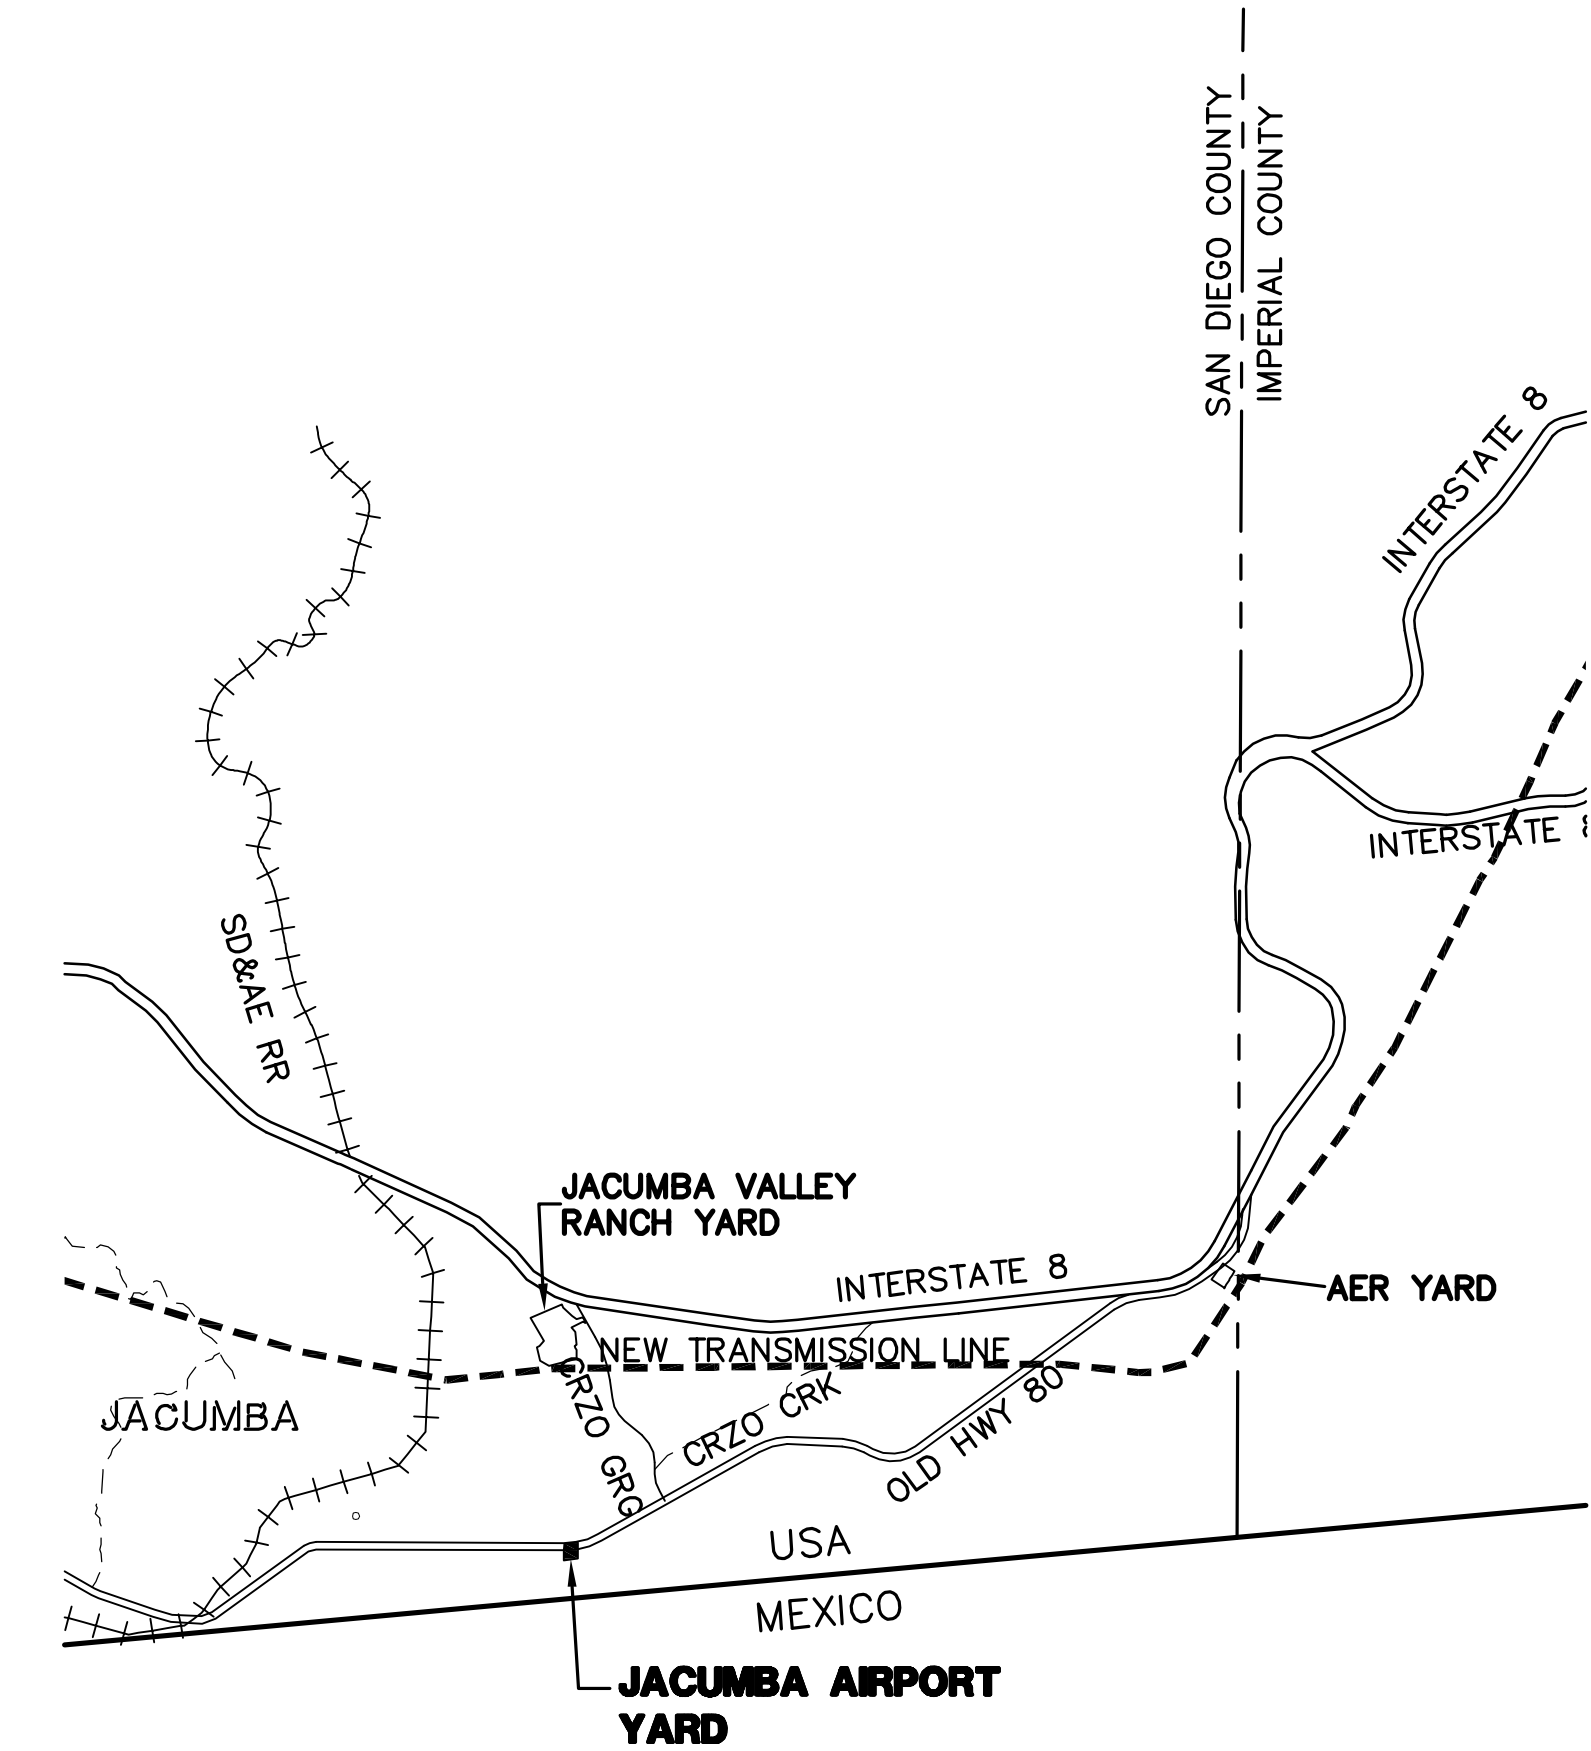 SAN DIEGO COUNTY
IMPERIAL COUNTY
INTERSTATE 8
INTERSTATE 8
SD&AE RR
JACUMBA VALLEY
RANCH YARD
INTERSTATE 8
AER YARD
NEW TRANSMISSION LINE
JACUMBA
CRZO GRG
CRZO CRK
OLD HWY 80
USA
MEXICO
JACUMBA AIRPORT
YARD